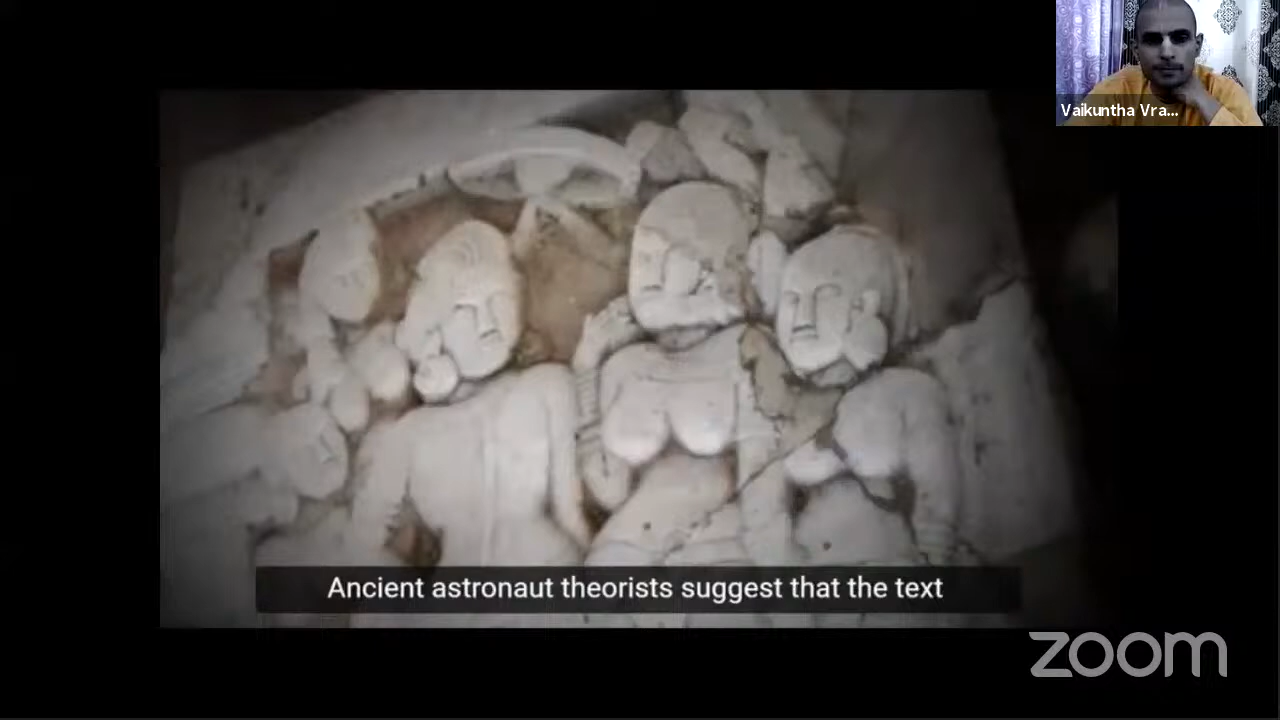 Vaikuntha Vra...
Ancient astronaut theorists suggest that the text
zoom